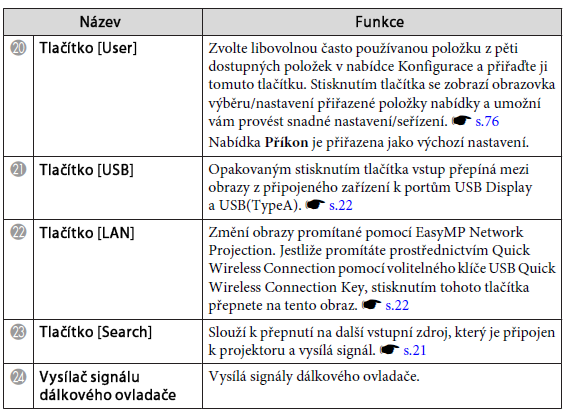 Název Funkce
⑳ Tlačítko [User] Zvolte libovolnou často používanou položku z pěti
dostupných položek v nabídce Konfigurace a přiřaďte ji
tomuto tlačítku. Stisknutím tlačítka se zobrazí obrazovka
výběru/nastavení přiřazené položky nabídky a umožní
vám provést snadné nastavení/seřízení. ☛ s.76
Nabídka Příkon je přiřazena jako výchozí nastavení.
㉑ Tlačítko [USB] Opakovaným stisknutím tlačítka vstup přepíná mezi
obrazy z připojeného zařízení k portům USB Display
a USB(TypeA). ☛ s.22
㉒ Tlačítko [LAN] Změní obrazy promítané pomocí EasyMP Network
Projection. Jestliže promítáte prostřednictvím Quick
Wireless Connection pomocí volitelného klíče USB Quick
Wireless Connection Key, stisknutím tohoto tlačítka
přepnete na tento obraz. ☛ s.22
㉓ Tlačítko [Search] Slouží k přepnutí na další vstupní zdroj, který je připojen
k projektoru a vysílá signál. ☛ s.21
㉔ Vysílač signálu Vysílá signály dálkového ovladače.
dálkového ovladače